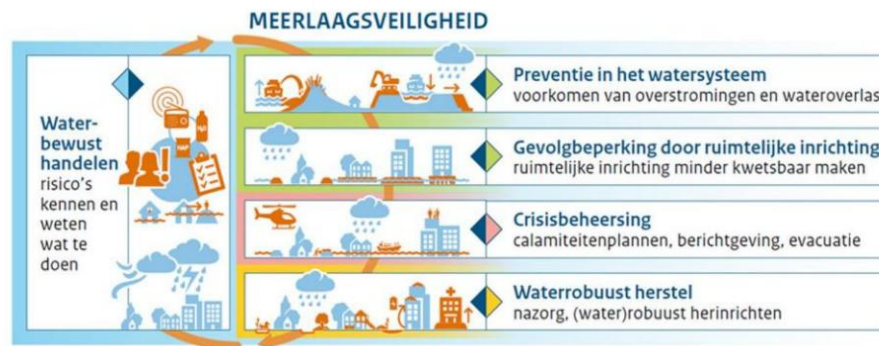 MEERLAAGSVEILIGHEID
Water-
bewust
handelen
risico's
kennen en
weten
wat te
doen
Preventie in het watersysteem
voorkomen van overstromingen en wateroverlas
Gevolgbeperking door ruimtelijke inrichting
ruimtelijke inrichting minder kwetsbaar maken
Crisisbeheersing
calamiteitenplannen, berichtgeving, evacuatie
Waterrobuust herstel
nazorg, (water)robuust herinrichten